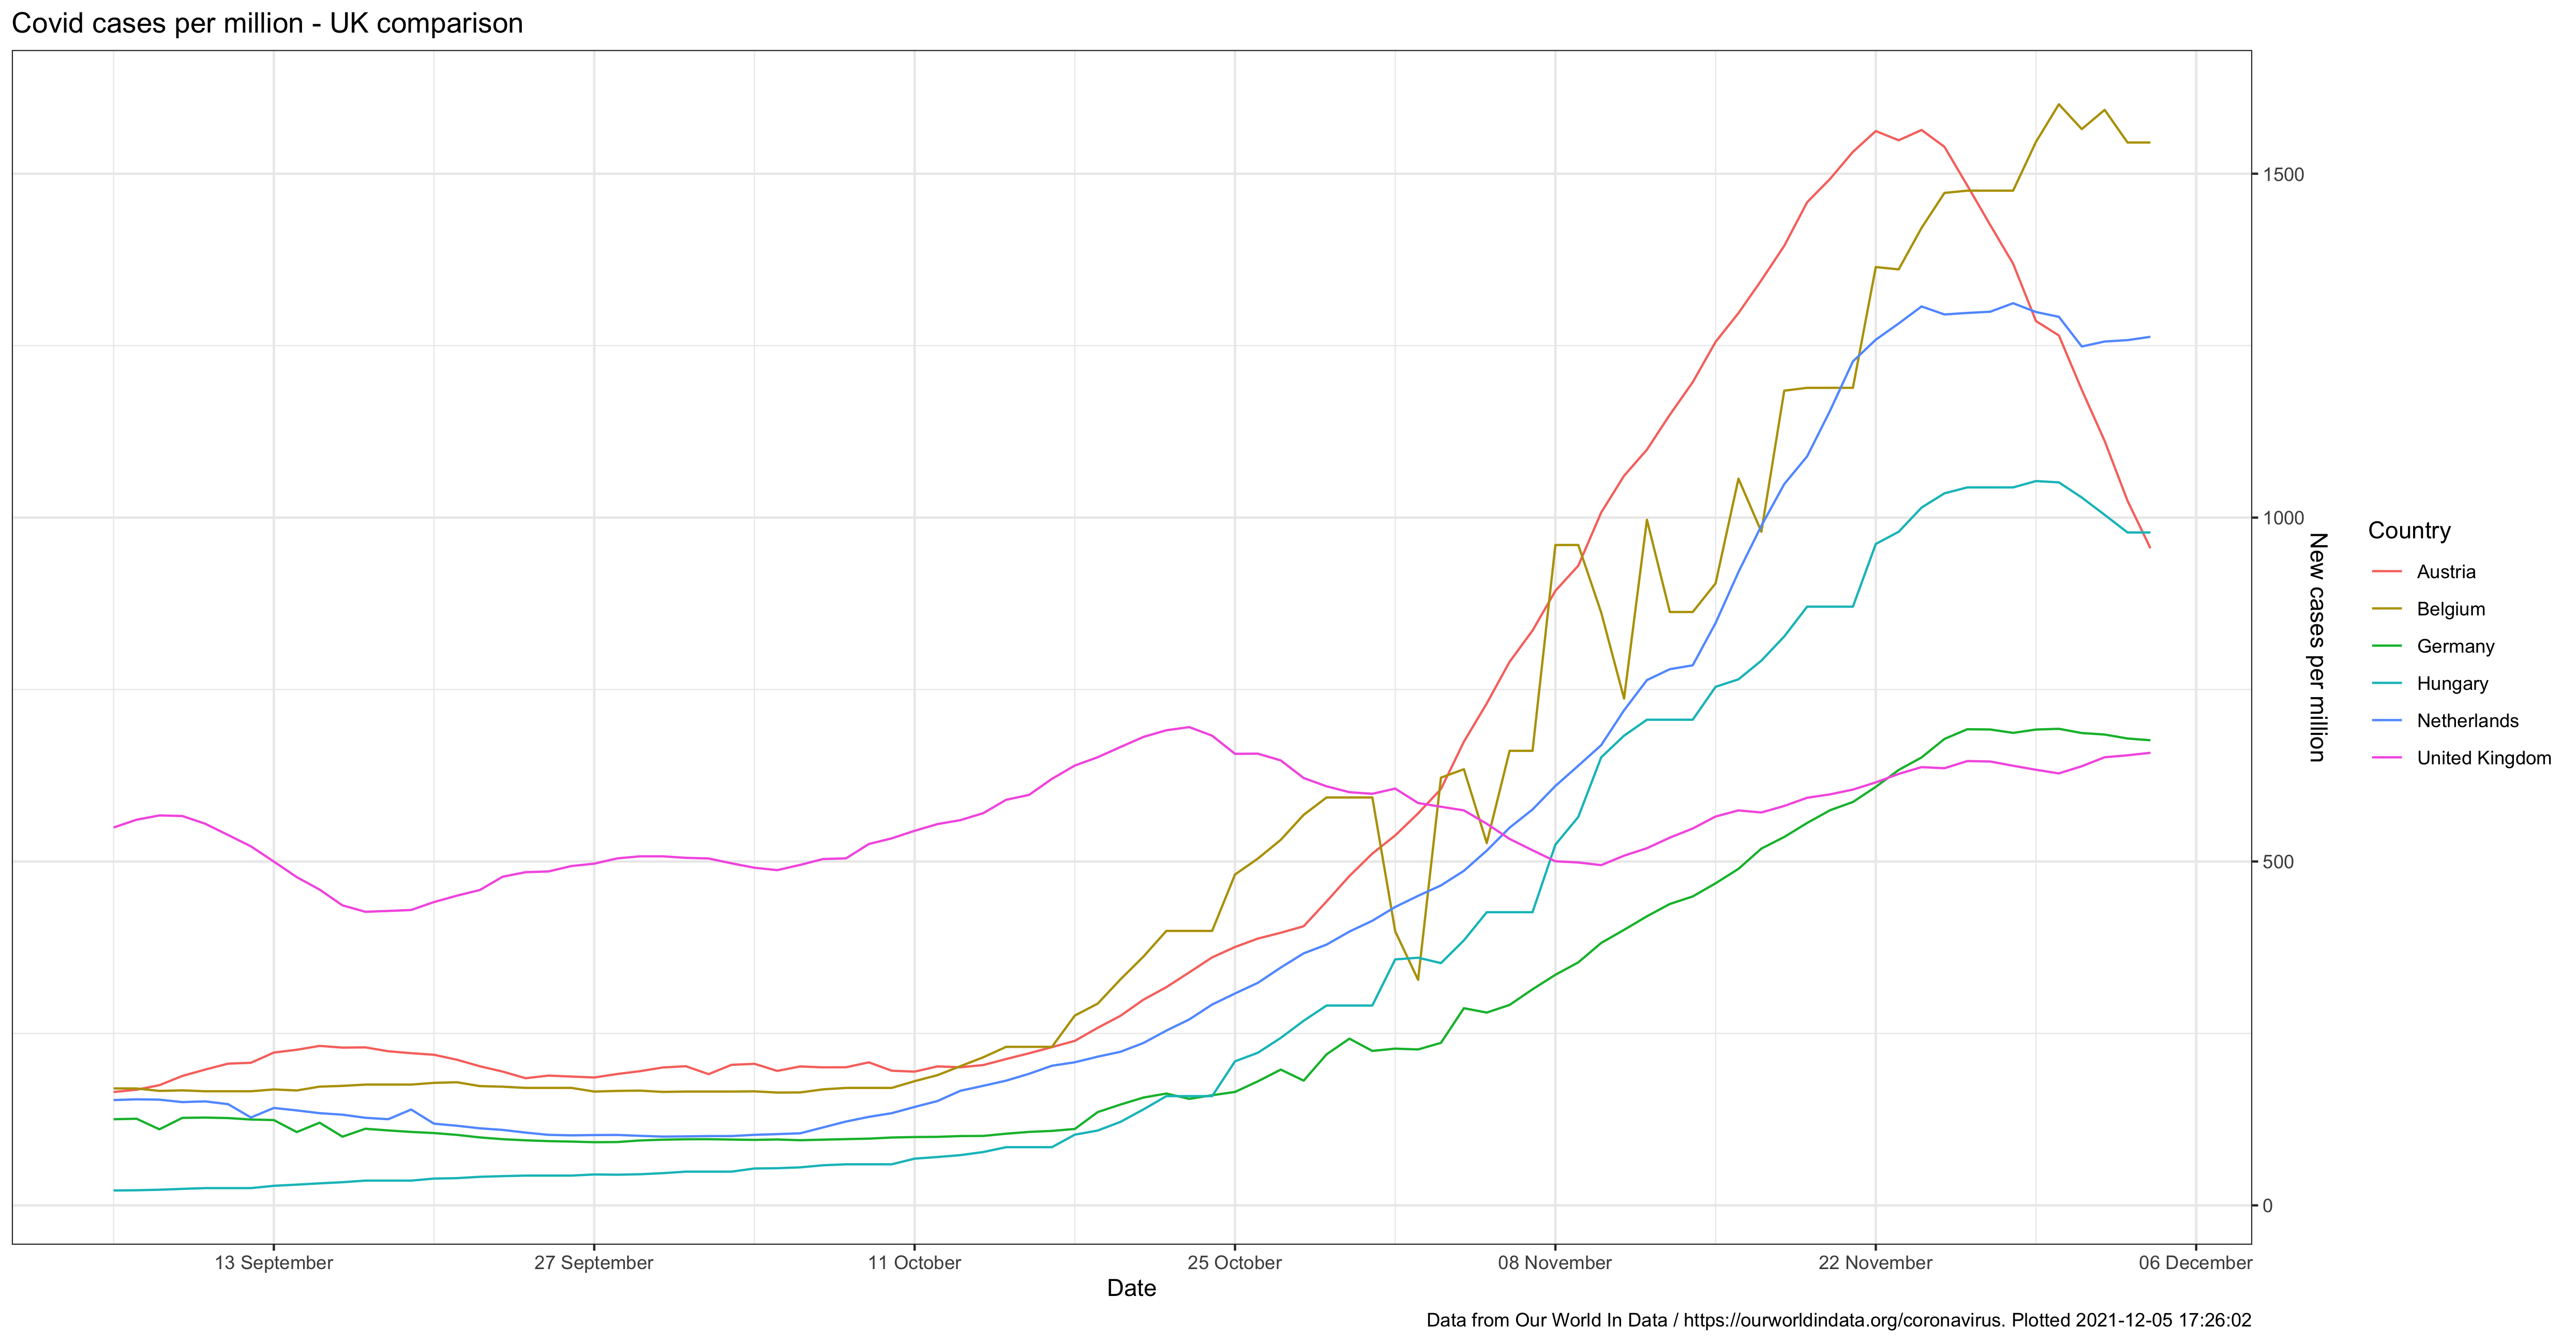 Covid cases per million - UK comparison
1500
1000
500
0
New cases per million
13 September
27 September
11 October
25 October
08 November
22 November
06 December
Date
Country
Austria
Belgium
Germany
Hungary
Netherlands
United Kingdom
Data from Our World In Data / https://ourworldindata.org/coronavirus. Plotted 2021-12-05 17:26:02